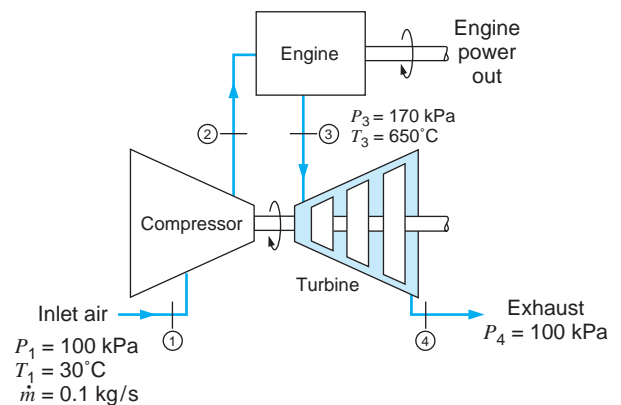 Engine
Engine
power
out
②
③
P3 = 170 kPa
T3 = 650˚C
Compressor
Turbine
Inlet air
①
P1 = 100 kPa
T1 = 30˚C
ṁ = 0.1 kg/s
④
Exhaust
P4 = 100 kPa